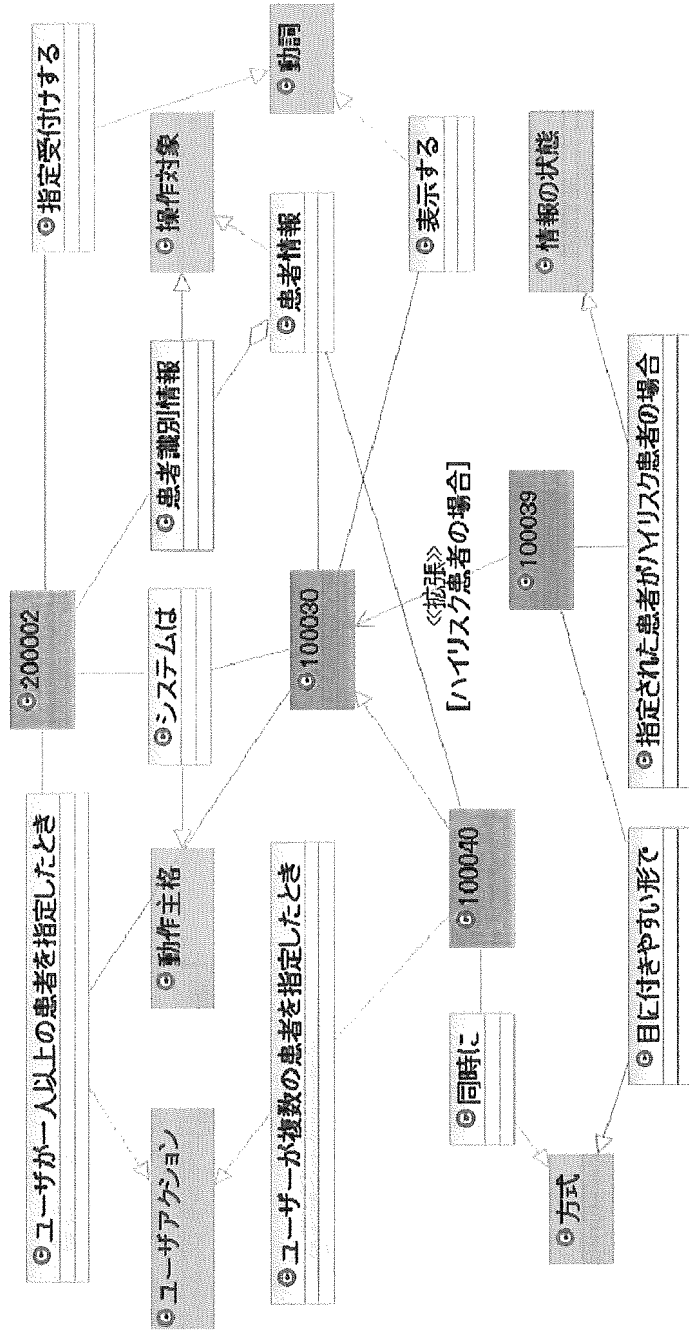 ユーザが一人以上の患者を指定したとき
200002
指定受付けする
ユーザアクション
動作主格
システムは
患者識別情報
操作対象
ユーザーが複数の患者を指定したとき
100030
患者情報
動詞
同時に
100040
≪拡張≫
[ハイリスク患者の場合]
表示する
方式
100039
情報の状態
目に付きやすい形で
指定された患者がハイリスク患者の場合